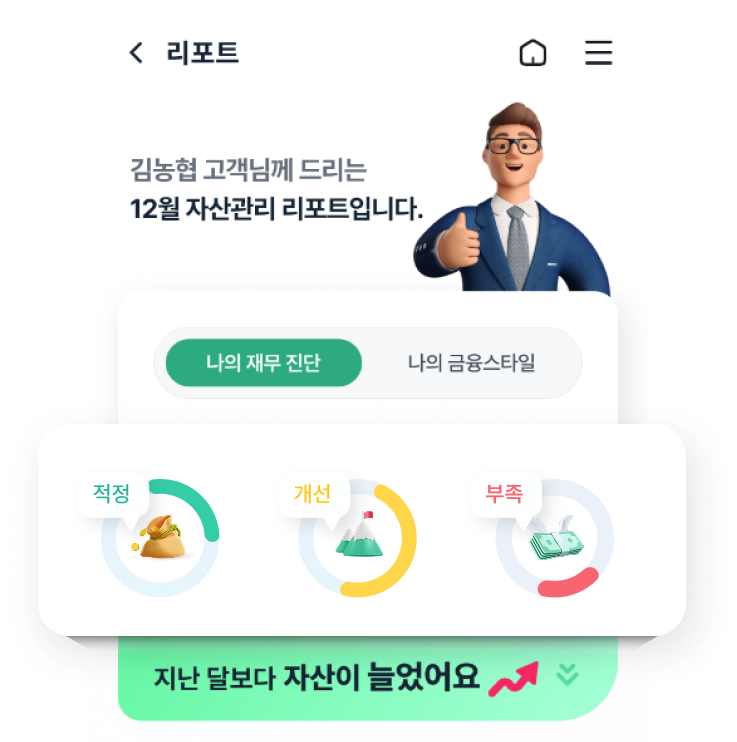 리포트
김농협 고객님께 드리는
12월 자산관리 리포트입니다.
나의 재무 진단
나의 금융스타일
적정
개선
부족
지난 달보다 자산이 늘었어요